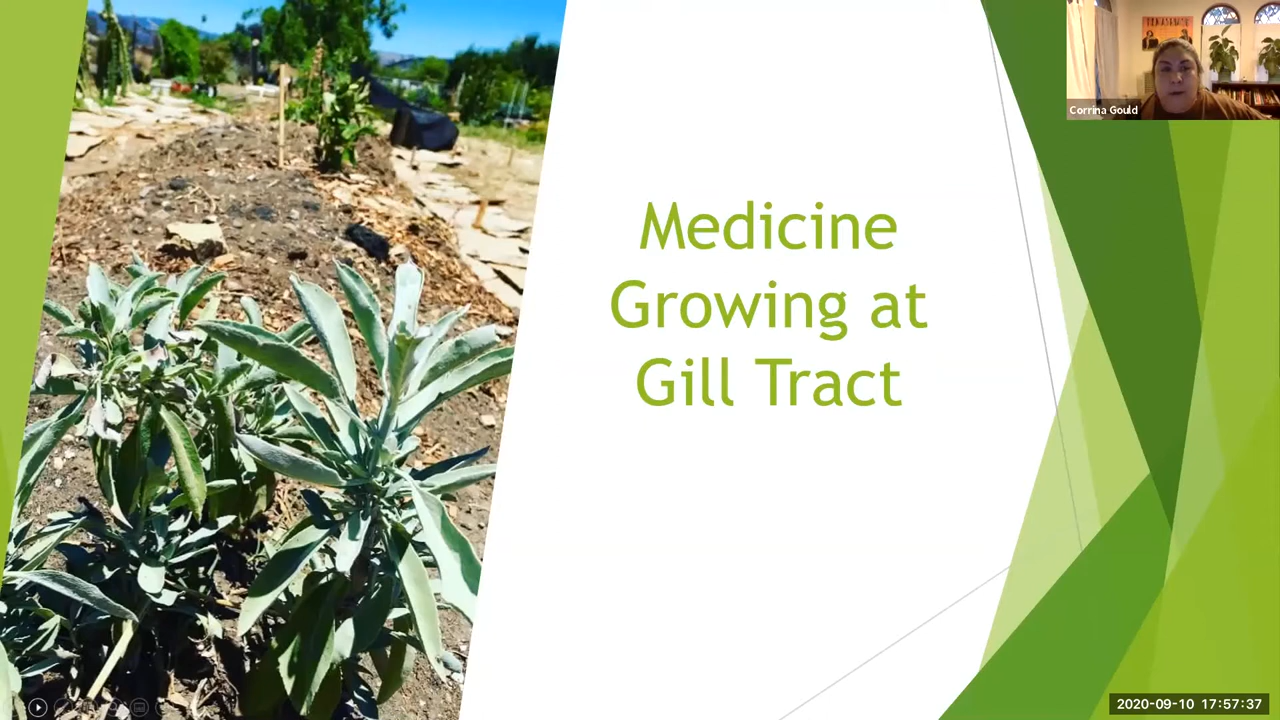 Medicine
Growing at
Gill Tract
Corrina Gould
2020-09-10 17:57:37